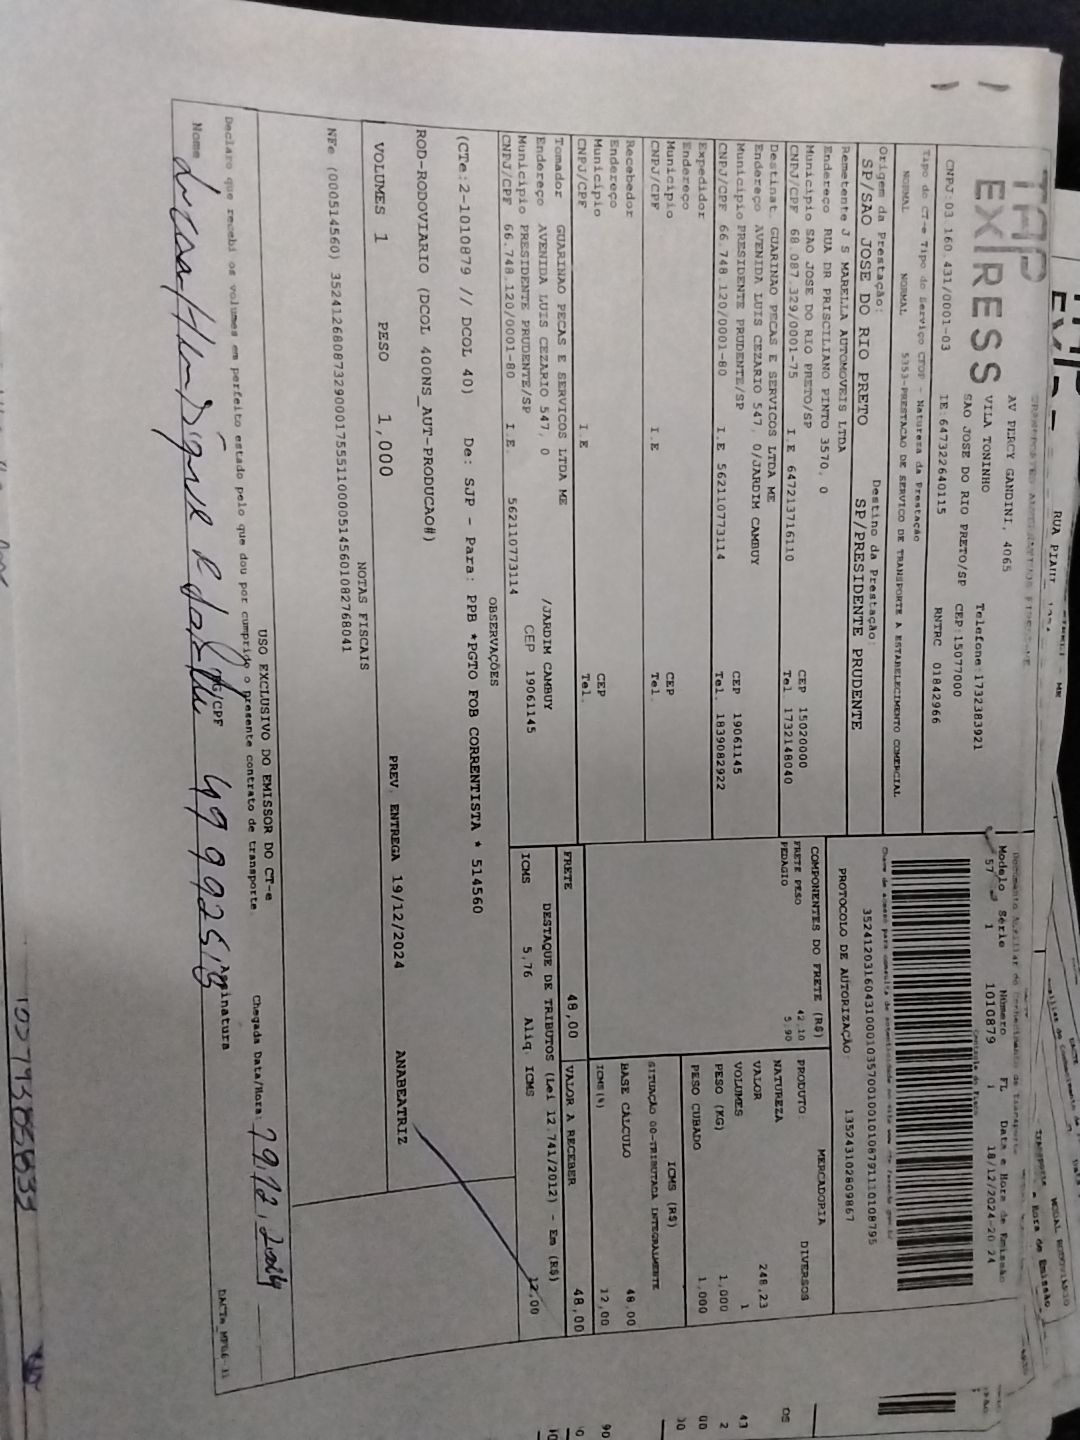 TAP
EXPRESS
AV PERCY GANDINI, 4065
VILA TONINHO
SAO JOSE DO RIO PRETO/SP
Telefone:1732383921
CEP:15077000
CNPJ:03.160.431/0001-03 IE:647322640115 RNTRC 01842966
Tipo do CT-e Tipo do Serviço CFOP - Natureza da Prestação
NORMAL NORMAL 5353-PRESTACAO DE SERVICO DE TRANSPORTE A ESTABELECIMENTO COMERCIAL
Origem da Prestação: Destino da Prestação:
SP/SAO JOSE DO RIO PRETO SP/PRESIDENTE PRUDENTE
Remetente J S MARELLA AUTOMOVEIS LTDA
Endereço RUA DR PRISCILIANO PINTO 3570, 0
Município SAO JOSE DO RIO PRETO/SP CEP 15020000
CNPJ/CPF 68.087.329/0001-75 I.E 647213716110 Tel 1732148040
Destinat. GUARINAO PECAS E SERVICOS LTDA ME
Endereço AVENIDA LUIS CEZARIO 547, 0/JARDIM CAMBUY
Município PRESIDENTE PRUDENTE/SP CEP 19061145
CNPJ/CPF 66.748.120/0001-80 I.E 562110773114 Tel. 1839082922
Expedidor
Endereço
Município CEP
CNPJ/CPF I.E Tel.
Recebedor
Endereço
Município CEP
CNPJ/CPF I.E Tel.
Tomador GUARINAO PECAS E SERVICOS LTDA ME
Endereço AVENIDA LUIS CEZARIO 547, 0 /JARDIM CAMBUY
Município PRESIDENTE PRUDENTE/SP CEP 19061145
CNPJ/CPF 66.748.120/0001-80 I.E. 562110773114
Modelo Série Número FL Data e Hora de Emissão
57 1 1010879 1 18/12/2024-20:24
35241203160431000103570010010108791110108795
PROTOCOLO DE AUTORIZAÇÃO: 135243102809867
COMPONENTES DO FRETE (R$)
FRETE PESO 42,10
PEDAGIO 5,90
PRODUTO: MERCADORIA
NATUREZA DIVERSOS
VALOR 248,23
VOLUMES 1
PESO (KG) 1,000
PESO CUBADO 1,000
ICMS (R$)
SITUAÇÃO 00-TRIBUTADA INTEGRALMENTE
BASE CÁLCULO 48,00
ICMS(%) 12,00
FRETE 48,00 VALOR A RECEBER 48,00
DESTAQUE DE TRIBUTOS (Lei 12.741/2012) - Em (R$)
ICMS 5,76 Aliq. ICMS 12,00
OBSERVAÇÕES
(CTe:2-1010879 // DCOL 40) De: SJP - Para: PPB *PGTO FOB CORRENTISTA * 514560
ROD-RODOVIARIO (DCOL 400NS_AUT-PRODUCAO#)
VOLUMES 1 PESO 1,000 PREV. ENTREGA 19/12/2024 ANABEATRIZ
NOTAS FISCAIS
NFe (000514560) 35241268087329000175551000051456010827​68041
USO EXCLUSIVO DO EMISSOR DO CT-e
Declaro que recebi os volumes em perfeito estado pelo que dou por cumprido o presente contrato de transporte.
Chegada Data/Hora: 19.12.2024
Nome
RG/CPF
Assinatura